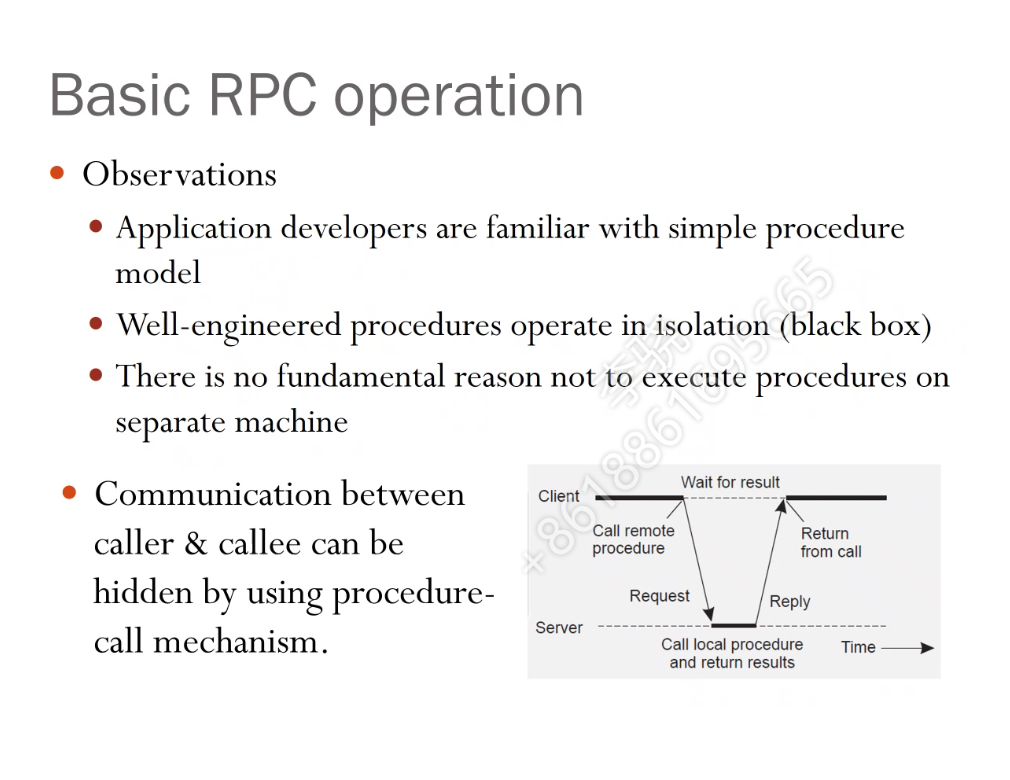 Basic RPC operation
Observations
Application developers are familiar with simple procedure
model
Well-engineered procedures operate in isolation (black box)
There is no fundamental reason not to execute procedures on
separate machine
Communication between
caller & callee can be
hidden by using procedure-
call mechanism.
Wait for result
Client
Call remote
procedure
Return
from call
Request
Reply
Server
Call local procedure
and return results
Time
+8618861695665